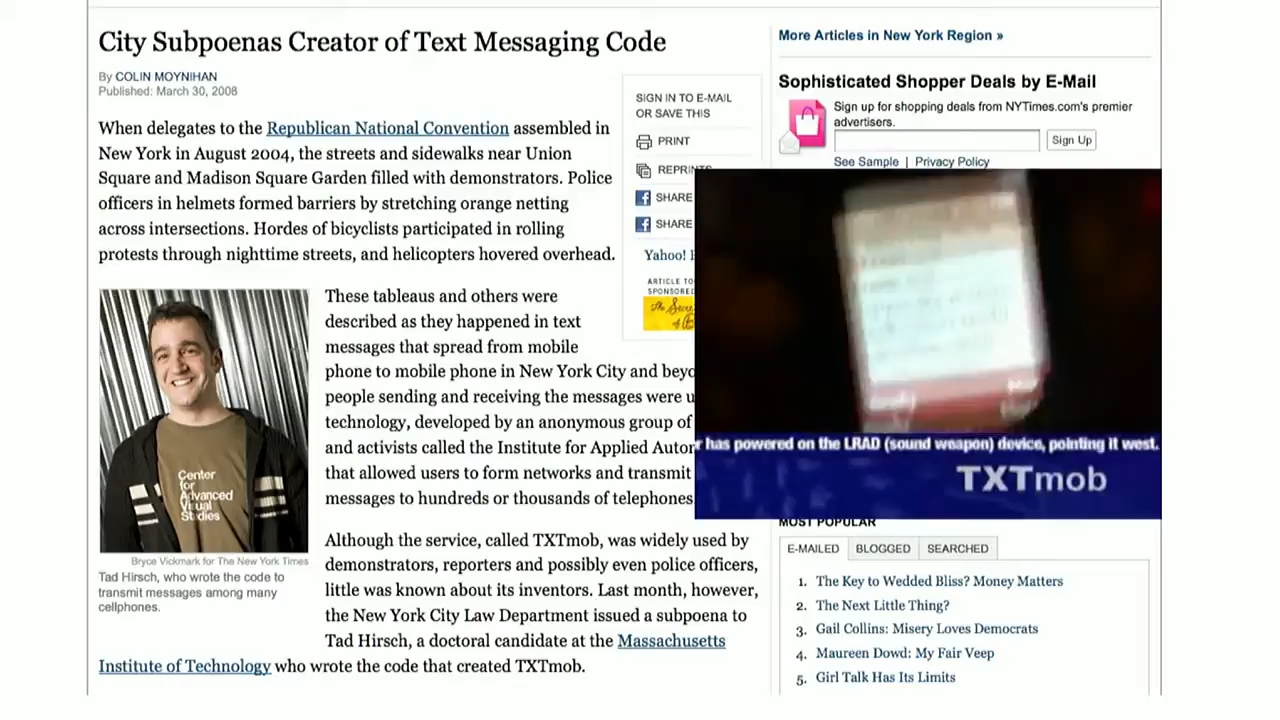 City Subpoenas Creator of Text Messaging Code
By COLIN MOYNIHAN
Published: March 30, 2008
When delegates to the Republican National Convention assembled in
New York in August 2004, the streets and sidewalks near Union
Square and Madison Square Garden filled with demonstrators. Police
officers in helmets formed barriers by stretching orange netting
across intersections. Hordes of bicyclists participated in rolling
protests through nighttime streets, and helicopters hovered overhead.
Center
for
Advanced
Visual
Studies
Bryce Vickmark for The New York Times
Tad Hirsch, who wrote the code to
transmit messages among many
cellphones.
These tableaus and others were
described as they happened in text
messages that spread from mobile
phone to mobile phone in New York City and beyo
people sending and receiving the messages were u
technology, developed by an anonymous group of
and activists called the Institute for Applied Auton
that allowed users to form networks and transmit
messages to hundreds or thousands of telephones.
Although the service, called TXTmob, was widely used by
demonstrators, reporters and possibly even police officers,
little was known about its inventors. Last month, however,
the New York City Law Department issued a subpoena to
Tad Hirsch, a doctoral candidate at the Massachusetts
Institute of Technology who wrote the code that created TXTmob.
SIGN IN TO E-MAIL
OR SAVE THIS
PRINT
REPRINTS
SHARE
SHARE
Yahoo!
ARTICLE TO
SPONSORED
More Articles in New York Region »
Sophisticated Shopper Deals by E-Mail
Sign up for shopping deals from NYTimes.com's premier
advertisers.
Sign Up
See Sample | Privacy Policy
r has powered on the LRAD (sound weapon) device, pointing it west.
TXTmob
MOST POPULAR
E-MAILED BLOGGED SEARCHED
1. The Key to Wedded Bliss? Money Matters
2. The Next Little Thing?
3. Gail Collins: Misery Loves Democrats
4. Maureen Dowd: My Fair Veep
5. Girl Talk Has Its Limits